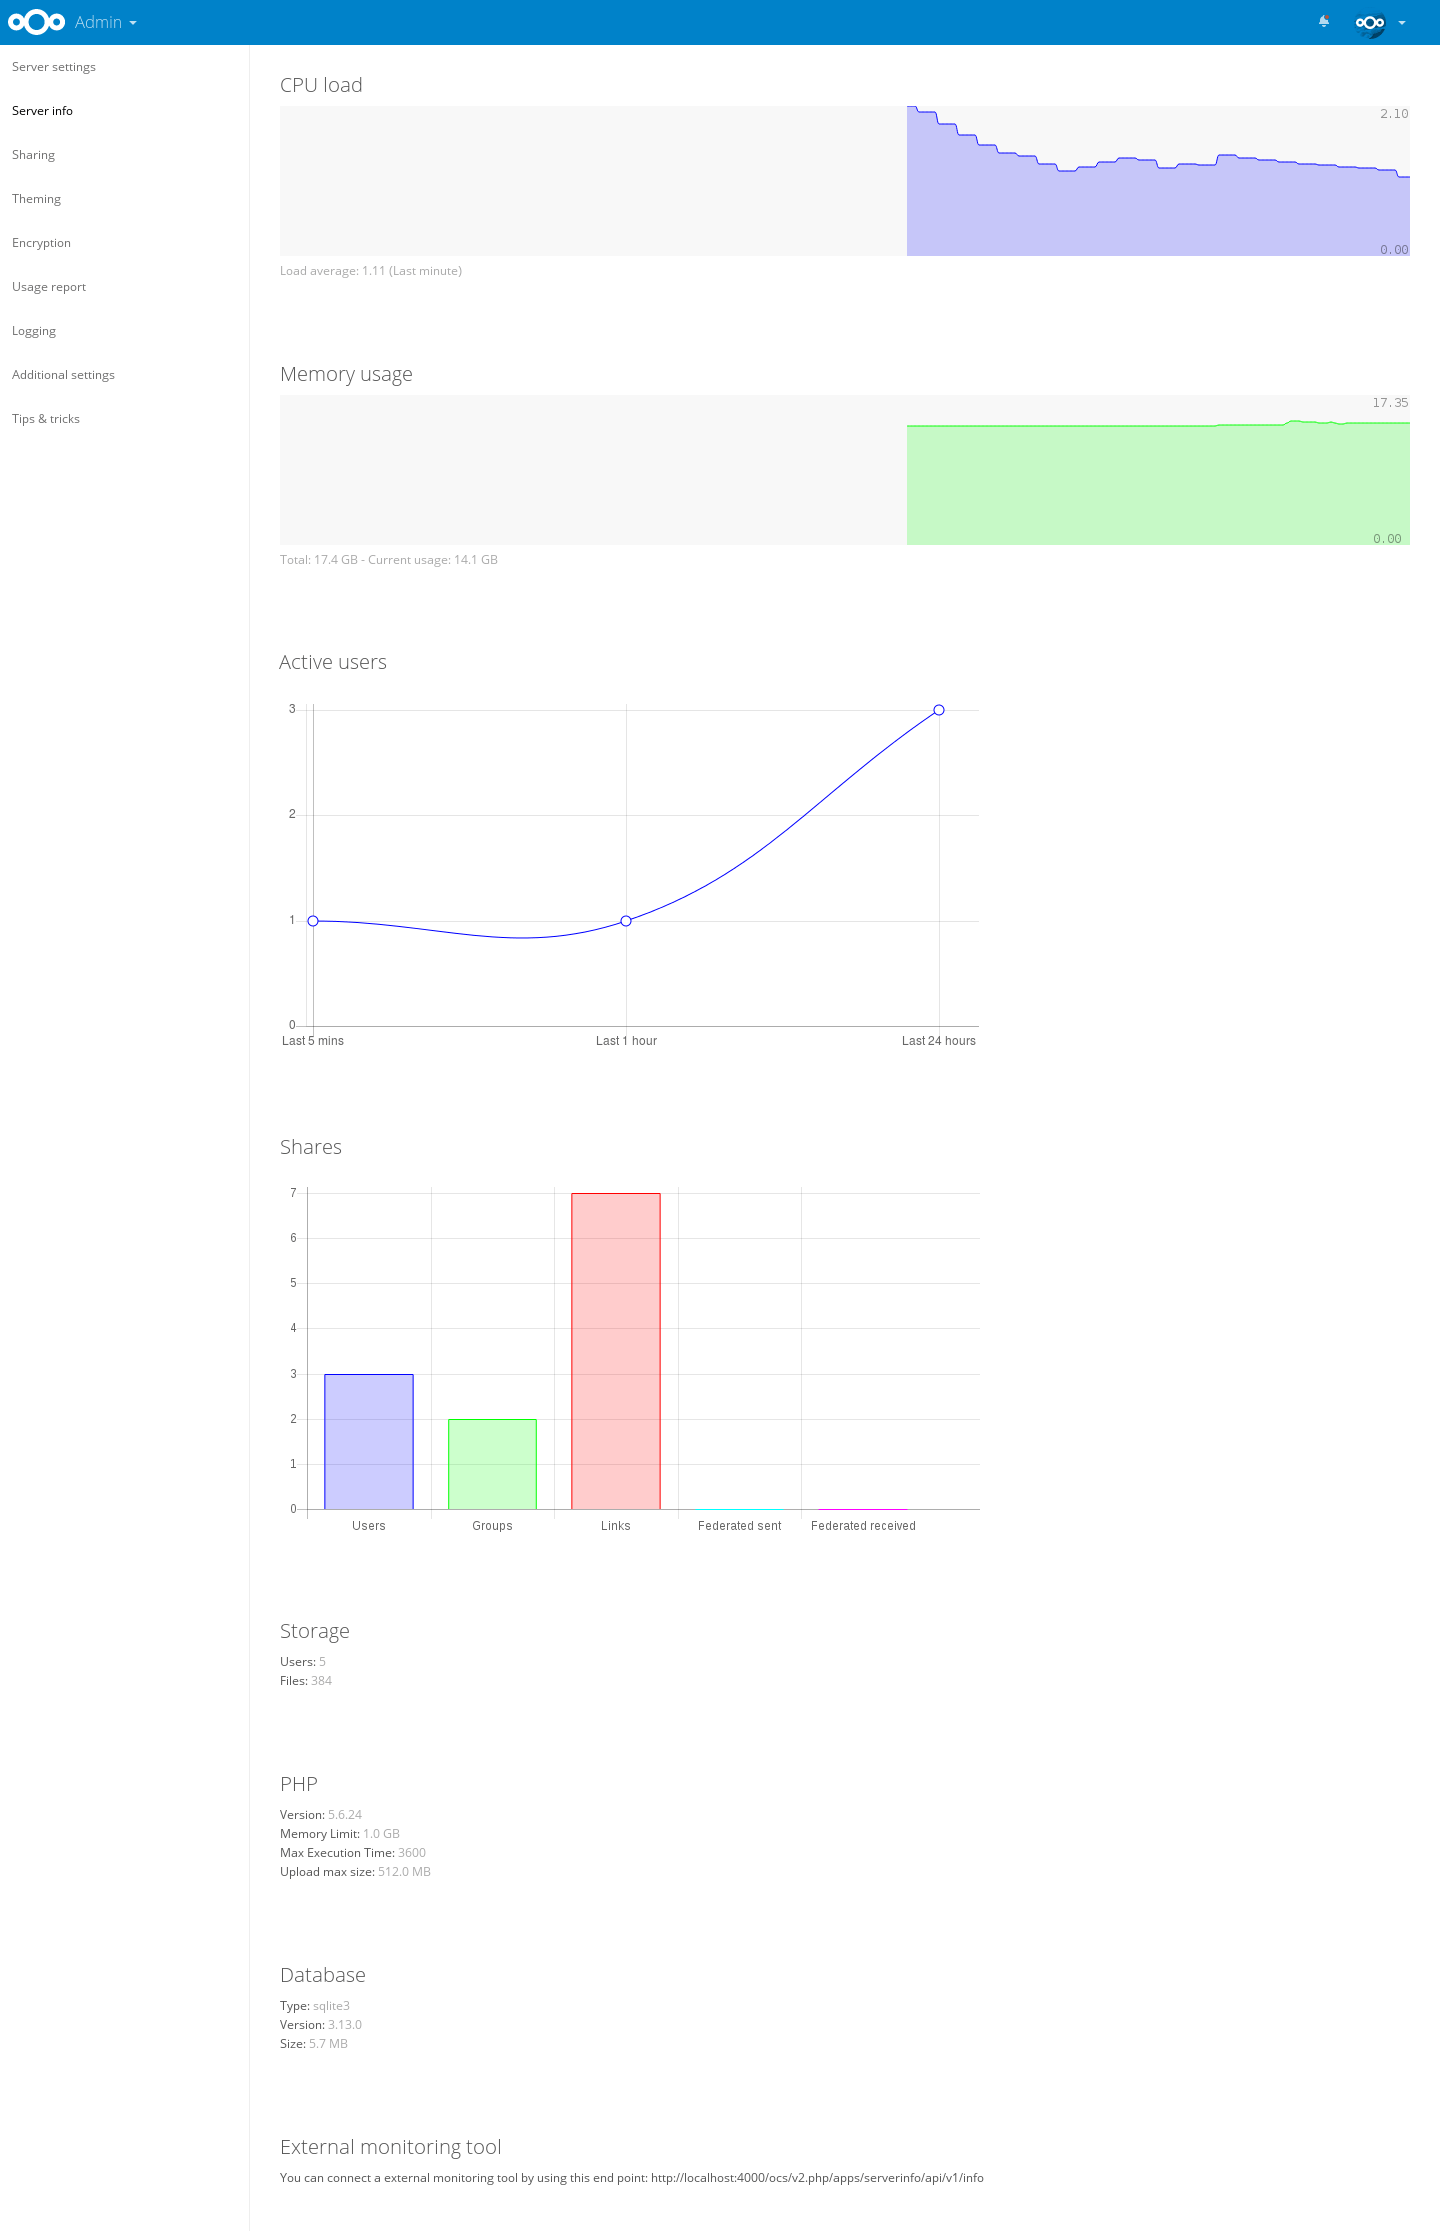 Admin
Server settings
Server info
Sharing
Theming
Encryption
Usage report
Logging
Additional settings
Tips & tricks
CPU load
2.10
0.00
Load average: 1.11 (Last minute)
Memory usage
17.35
0.00
Total: 17.4 GB - Current usage: 14.1 GB
Active users
3
2
1
0
Last 5 mins Last 1 hour Last 24 hours
Shares
7
6
5
4
3
2
1
0
Users Groups Links Federated sent Federated received
Storage
Users: 5
Files: 384
PHP
Version: 5.6.24
Memory Limit: 1.0 GB
Max Execution Time: 3600
Upload max size: 512.0 MB
Database
Type: sqlite3
Version: 3.13.0
Size: 5.7 MB
External monitoring tool
You can connect a external monitoring tool by using this end point: http://localhost:4000/ocs/v2.php/apps/serverinfo/api/v1/info